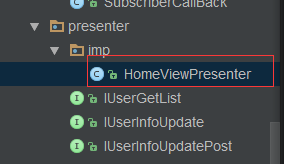 SubscriberCallBack
presenter
imp
HomeViewPresenter
IUserGetList
IUserInfoUpdate
IUserInfoUpdatePost